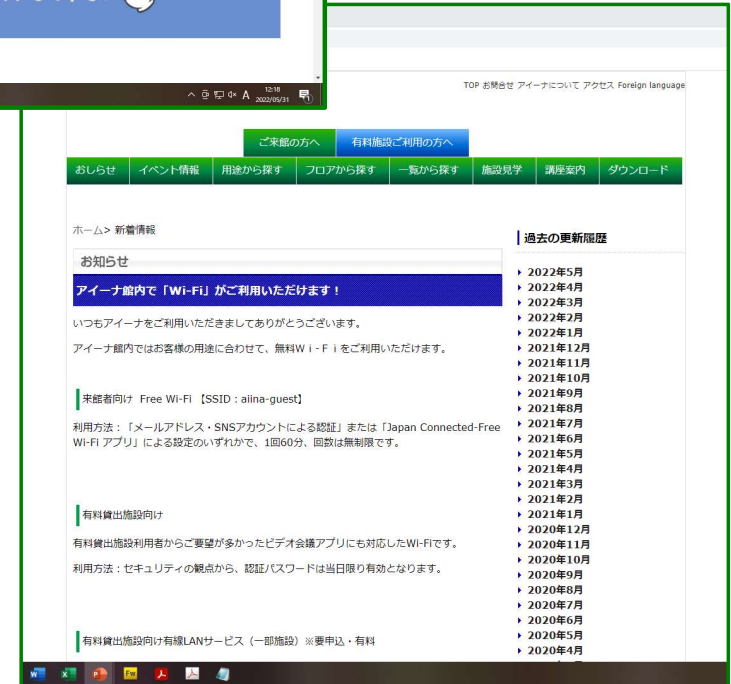 A
12:18
2022/05/31
TOP お問合せ アイーナについて アクセス Foreign language
ご来館の方へ 有料施設ご利用の方へ
おしらせ イベント情報 用途から探す フロアから探す 一覧から探す 施設見学 講座案内 ダウンロード
ホーム> 新着情報
お知らせ
アイーナ館内で「Wi-Fi」がご利用いただけます！
いつもアイーナをご利用いただきましてありがとうございます。
アイーナ館内ではお客様の用途に合わせて、無料Ｗｉ-Ｆｉをご利用いただけます。
来館者向け Free Wi-Fi 【SSID：aiina-guest】
利用方法：「メールアドレス・SNSアカウントによる認証」または「Japan Connected-Free
Wi-Fi アプリ」による設定のいずれかで、1回60分、回数は無制限です。
有料貸出施設向け
有料貸出施設利用者からご要望が多かったビデオ会議アプリにも対応したWi-Fiです。
利用方法：セキュリティの観点から、認証パスワードは当日限り有効となります。
有料貸出施設向け有線LANサービス（一部施設）※要申込・有料
過去の更新履歴
2022年5月
2022年4月
2022年3月
2022年2月
2022年1月
2021年12月
2021年11月
2021年10月
2021年9月
2021年8月
2021年7月
2021年6月
2021年5月
2021年4月
2021年3月
2021年2月
2021年1月
2020年12月
2020年11月
2020年10月
2020年9月
2020年8月
2020年7月
2020年6月
2020年5月
2020年4月